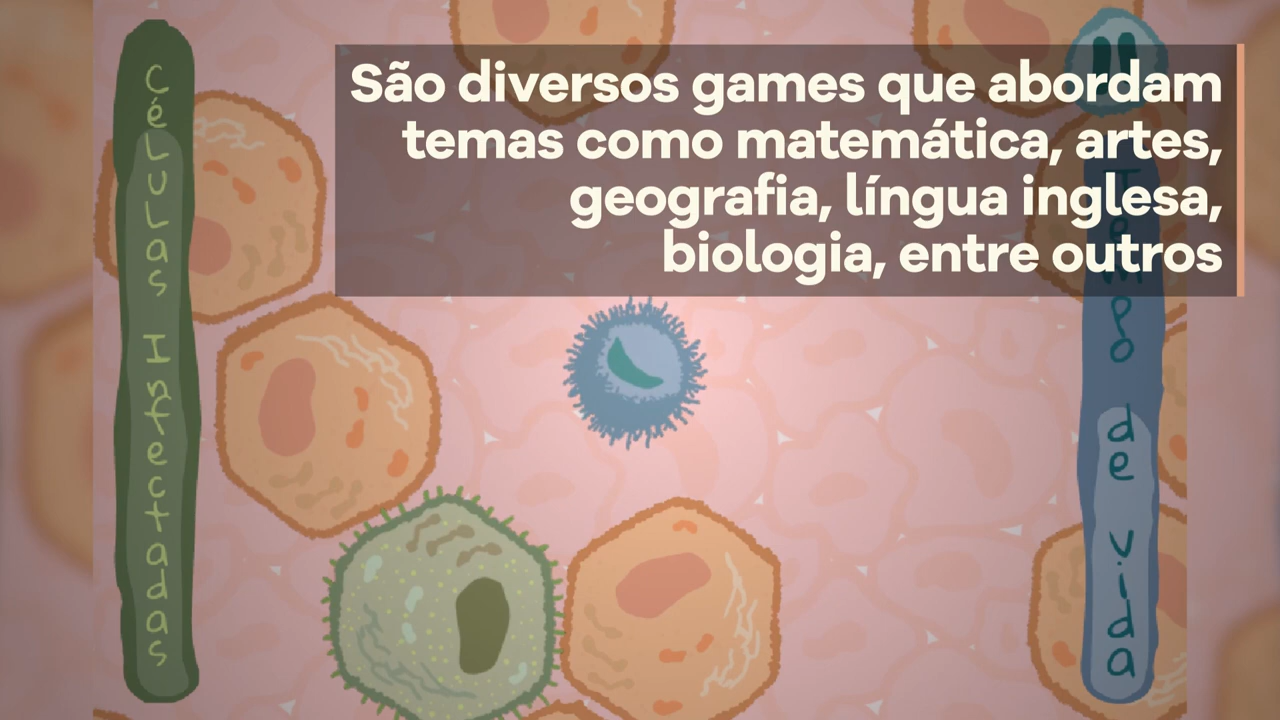 São diversos games que abordam
temas como matemática, artes,
geografia, língua inglesa,
biologia, entre outros
Células Infectadas
Tempo de vida